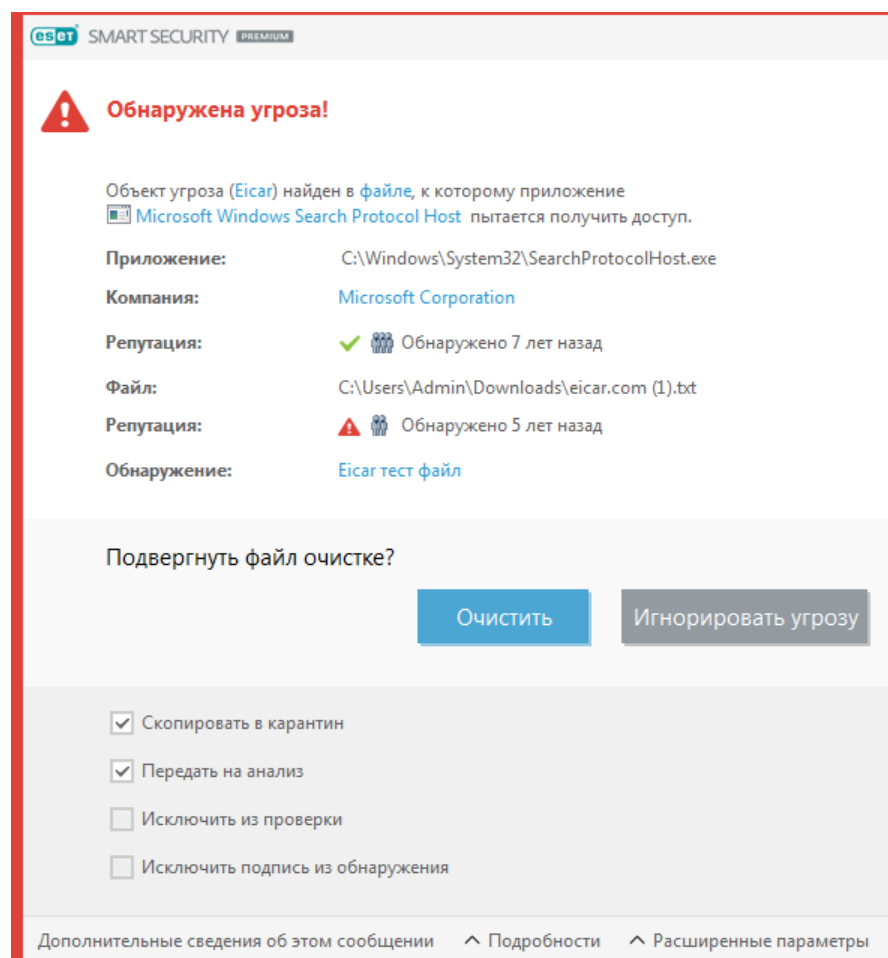 eset SMART SECURITY PREMIUM
Обнаружена угроза!
Объект угроза (Eicar) найден в файле, к которому приложение
Microsoft Windows Search Protocol Host пытается получить доступ.
Приложение: C:\Windows\System32\SearchProtocolHost.exe
Компания: Microsoft Corporation
Репутация: Обнаружено 7 лет назад
Файл: C:\Users\Admin\Downloads\eicar.com (1).txt
Репутация: Обнаружено 5 лет назад
Обнаружение: Eicar тест файл
Подвергнуть файл очистке?
Очистить Игнорировать угрозу
Скопировать в карантин
Передать на анализ
Исключить из проверки
Исключить подпись из обнаружения
Дополнительные сведения об этом сообщении Подробности Расширенные параметры